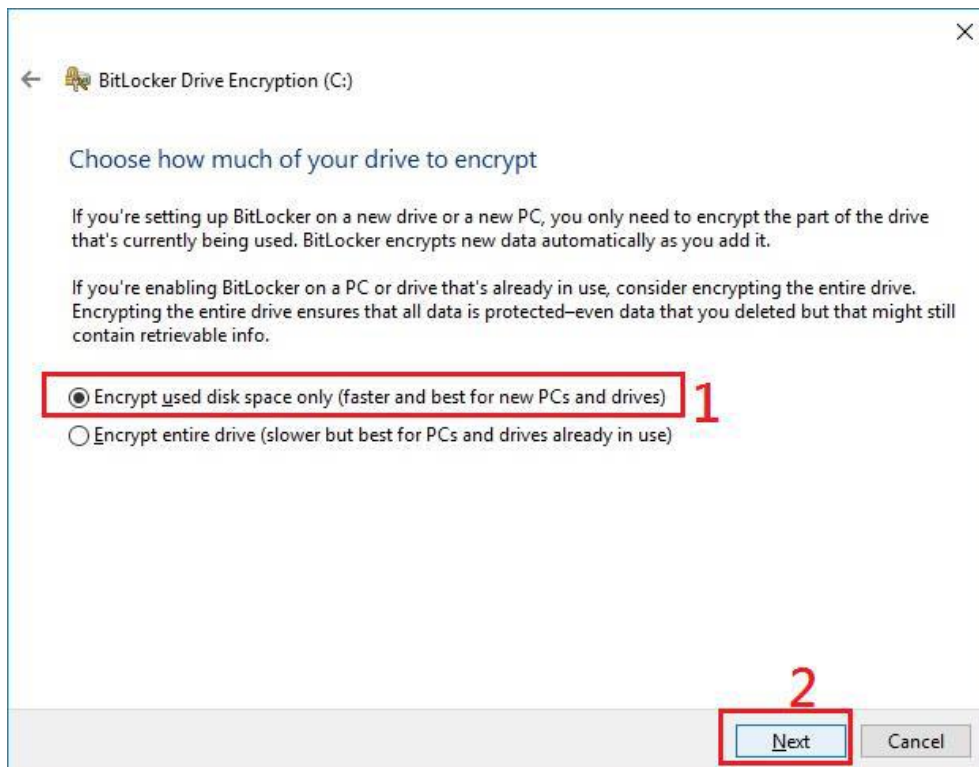 BitLocker Drive Encryption (C:)
Choose how much of your drive to encrypt
If you're setting up BitLocker on a new drive or a new PC, you only need to encrypt the part of the drive
that's currently being used. BitLocker encrypts new data automatically as you add it.
If you're enabling BitLocker on a PC or drive that's already in use, consider encrypting the entire drive.
Encrypting the entire drive ensures that all data is protected–even data that you deleted but that might still
contain retrievable info.
Encrypt used disk space only (faster and best for new PCs and drives) 1
Encrypt entire drive (slower but best for PCs and drives already in use)
2
Next Cancel